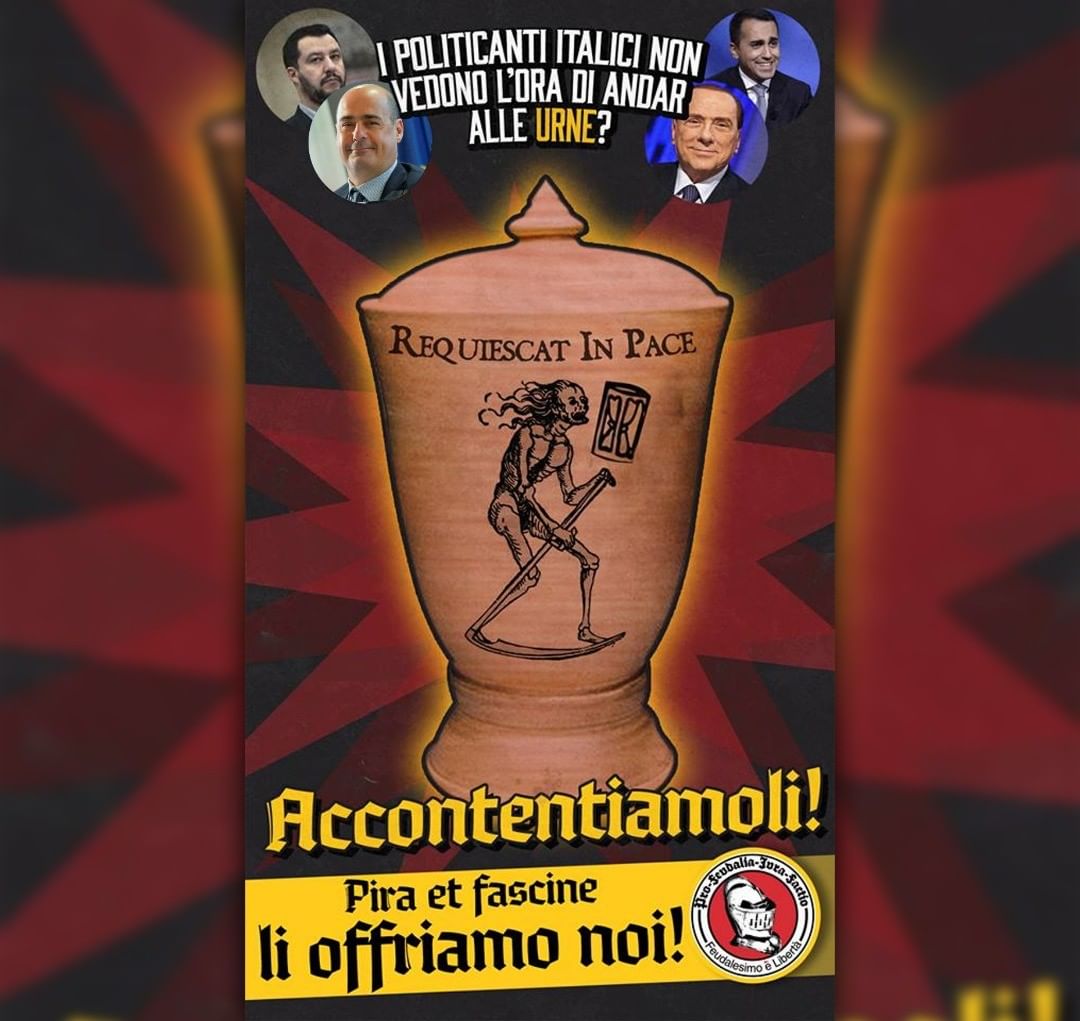 I POLITICANTI ITALICI NON
VEDONO L'ORA DI ANDAR
ALLE URNE?
REQUIESCAT IN PACE
Accontentiamoli!
Pira et fascine
li offriamo noi!
Pro-Feudalia-Jura-Factio
Feudalesimo è Libertà